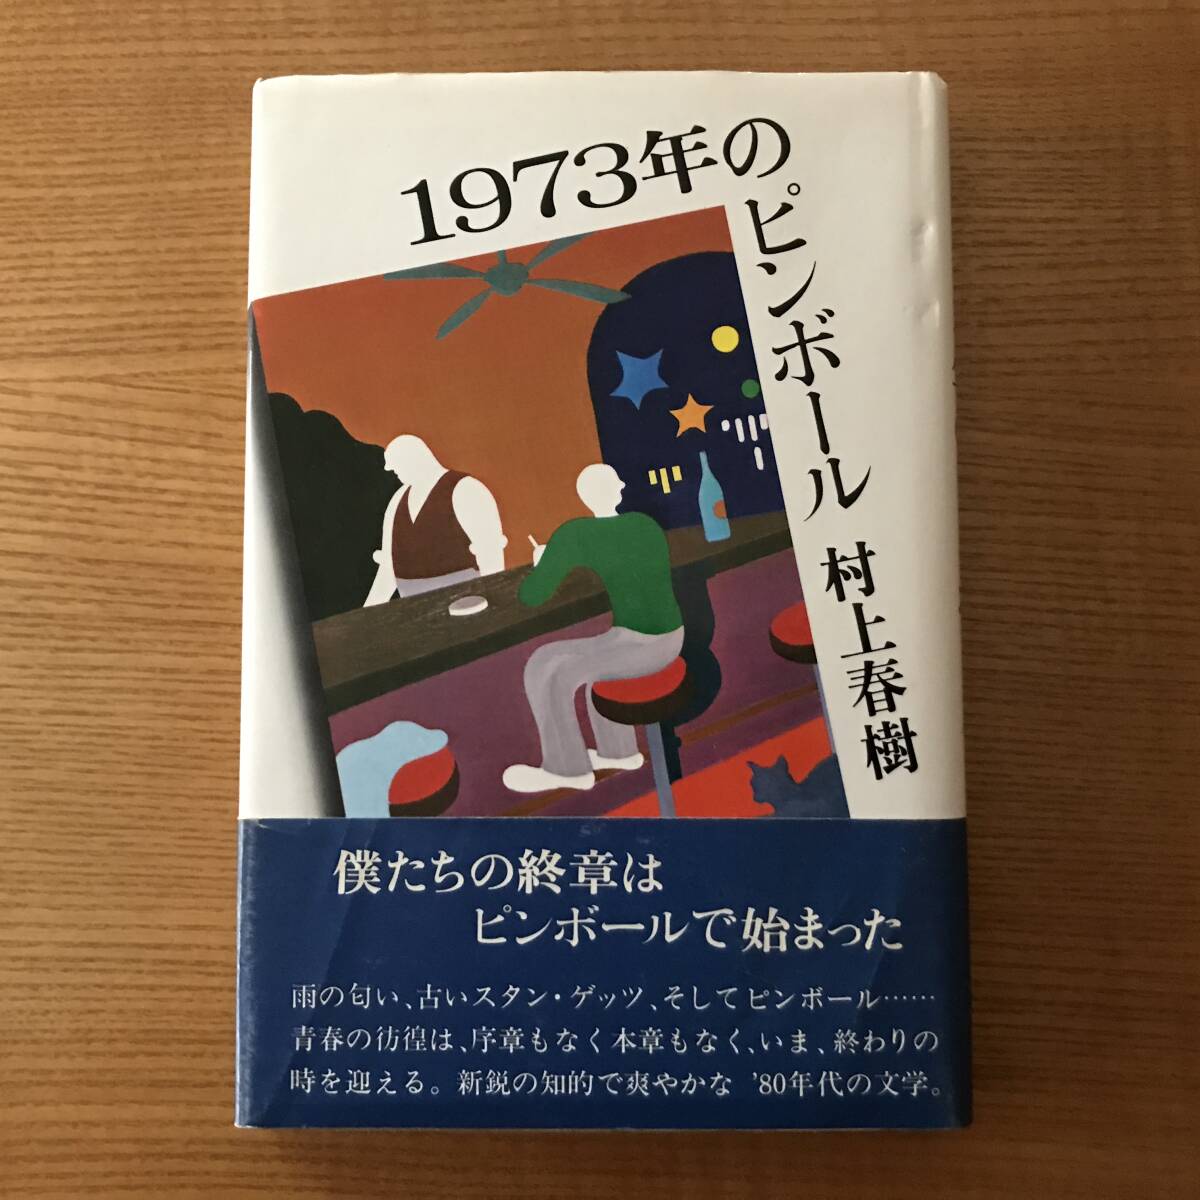 1973年のピンボール
村上春樹
僕たちの終章は
ピンボールで始まった
雨の匂い、古いスタン・ゲッツ、そしてピンボール……
青春の彷徨は、序章もなく本章もなく、いま、終わりの
時を迎える。新鋭の知的で爽やかな '80年代の文学。